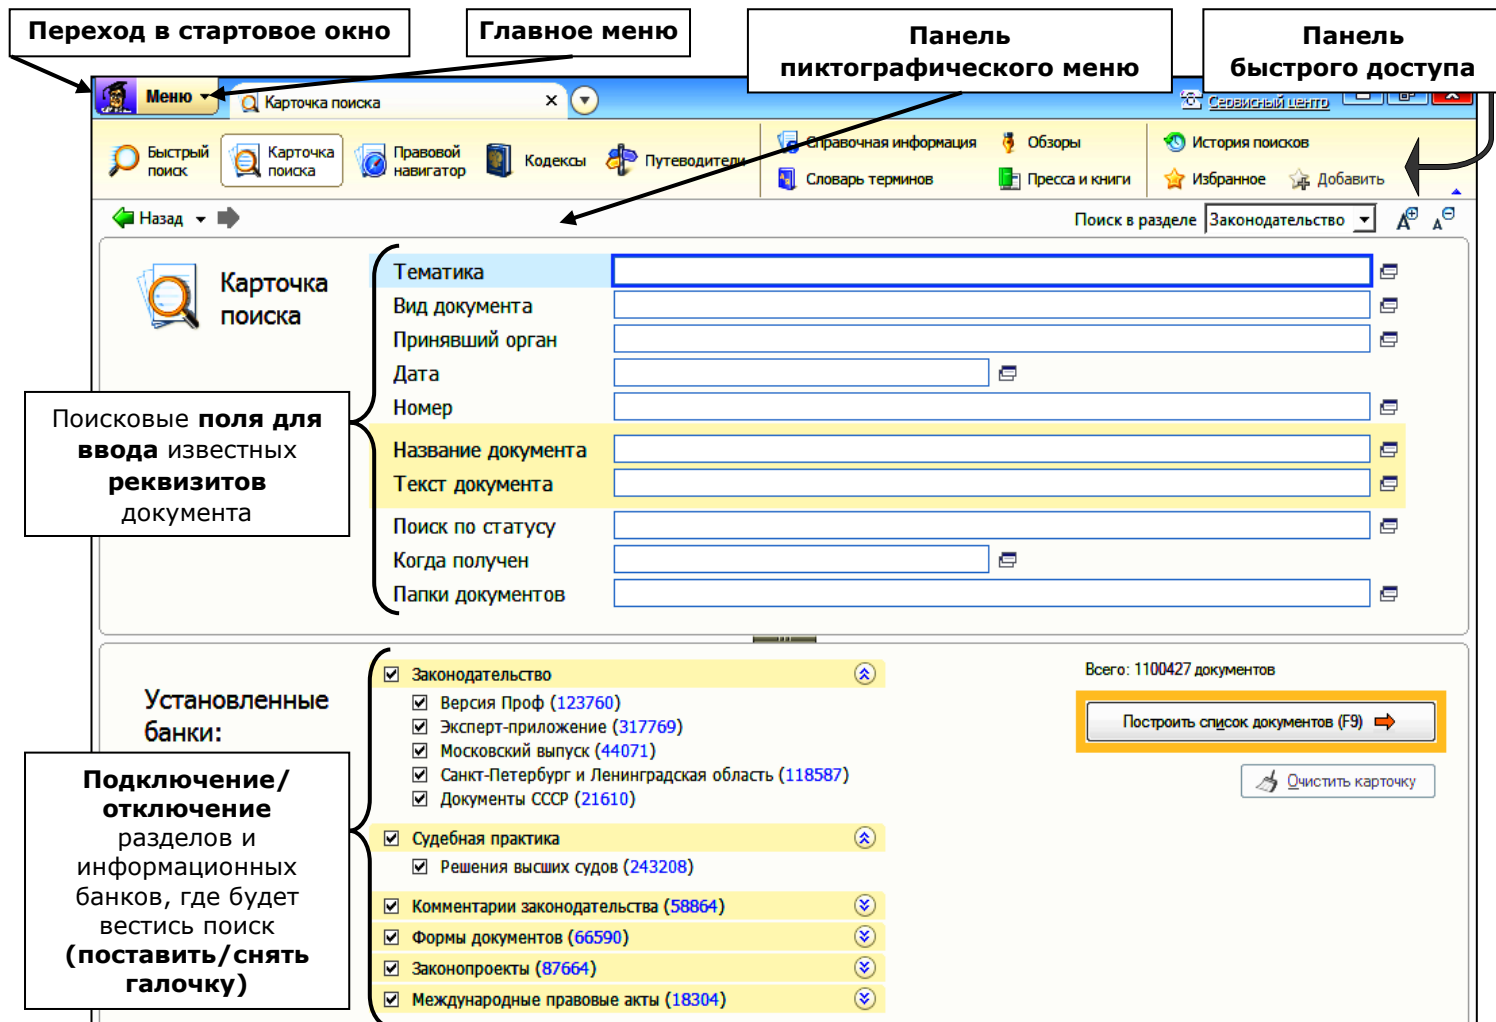 Переход в стартовое окно
Главное меню
Панель
пиктографического меню
Панель
быстрого доступа
Меню
Карточка поиска
Сервисный центр
Быстрый
поиск
Карточка
поиска
Правовой
навигатор
Кодексы
Путеводители
Справочная информация
Словарь терминов
Обзоры
Пресса и книги
История поисков
Избранное
Добавить
Назад
Поиск в разделе
Законодательство
Карточка
поиска
Тематика
Вид документа
Принявший орган
Дата
Номер
Название документа
Текст документа
Поиск по статусу
Когда получен
Папки документов
Поисковые поля для
ввода известных
реквизитов
документа
Установленные
банки:
Законодательство
Версия Проф (123760)
Эксперт-приложение (317769)
Московский выпуск (44071)
Санкт-Петербург и Ленинградская область (118587)
Документы СССР (21610)
Судебная практика
Решения высших судов (243208)
Комментарии законодательства (58864)
Формы документов (66590)
Законопроекты (87664)
Международные правовые акты (18304)
Всего: 1100427 документов
Построить список документов (F9)
Очистить карточку
Подключение/
отключение
разделов и
информационных
банков, где будет
вестись поиск
(поставить/снять
галочку)